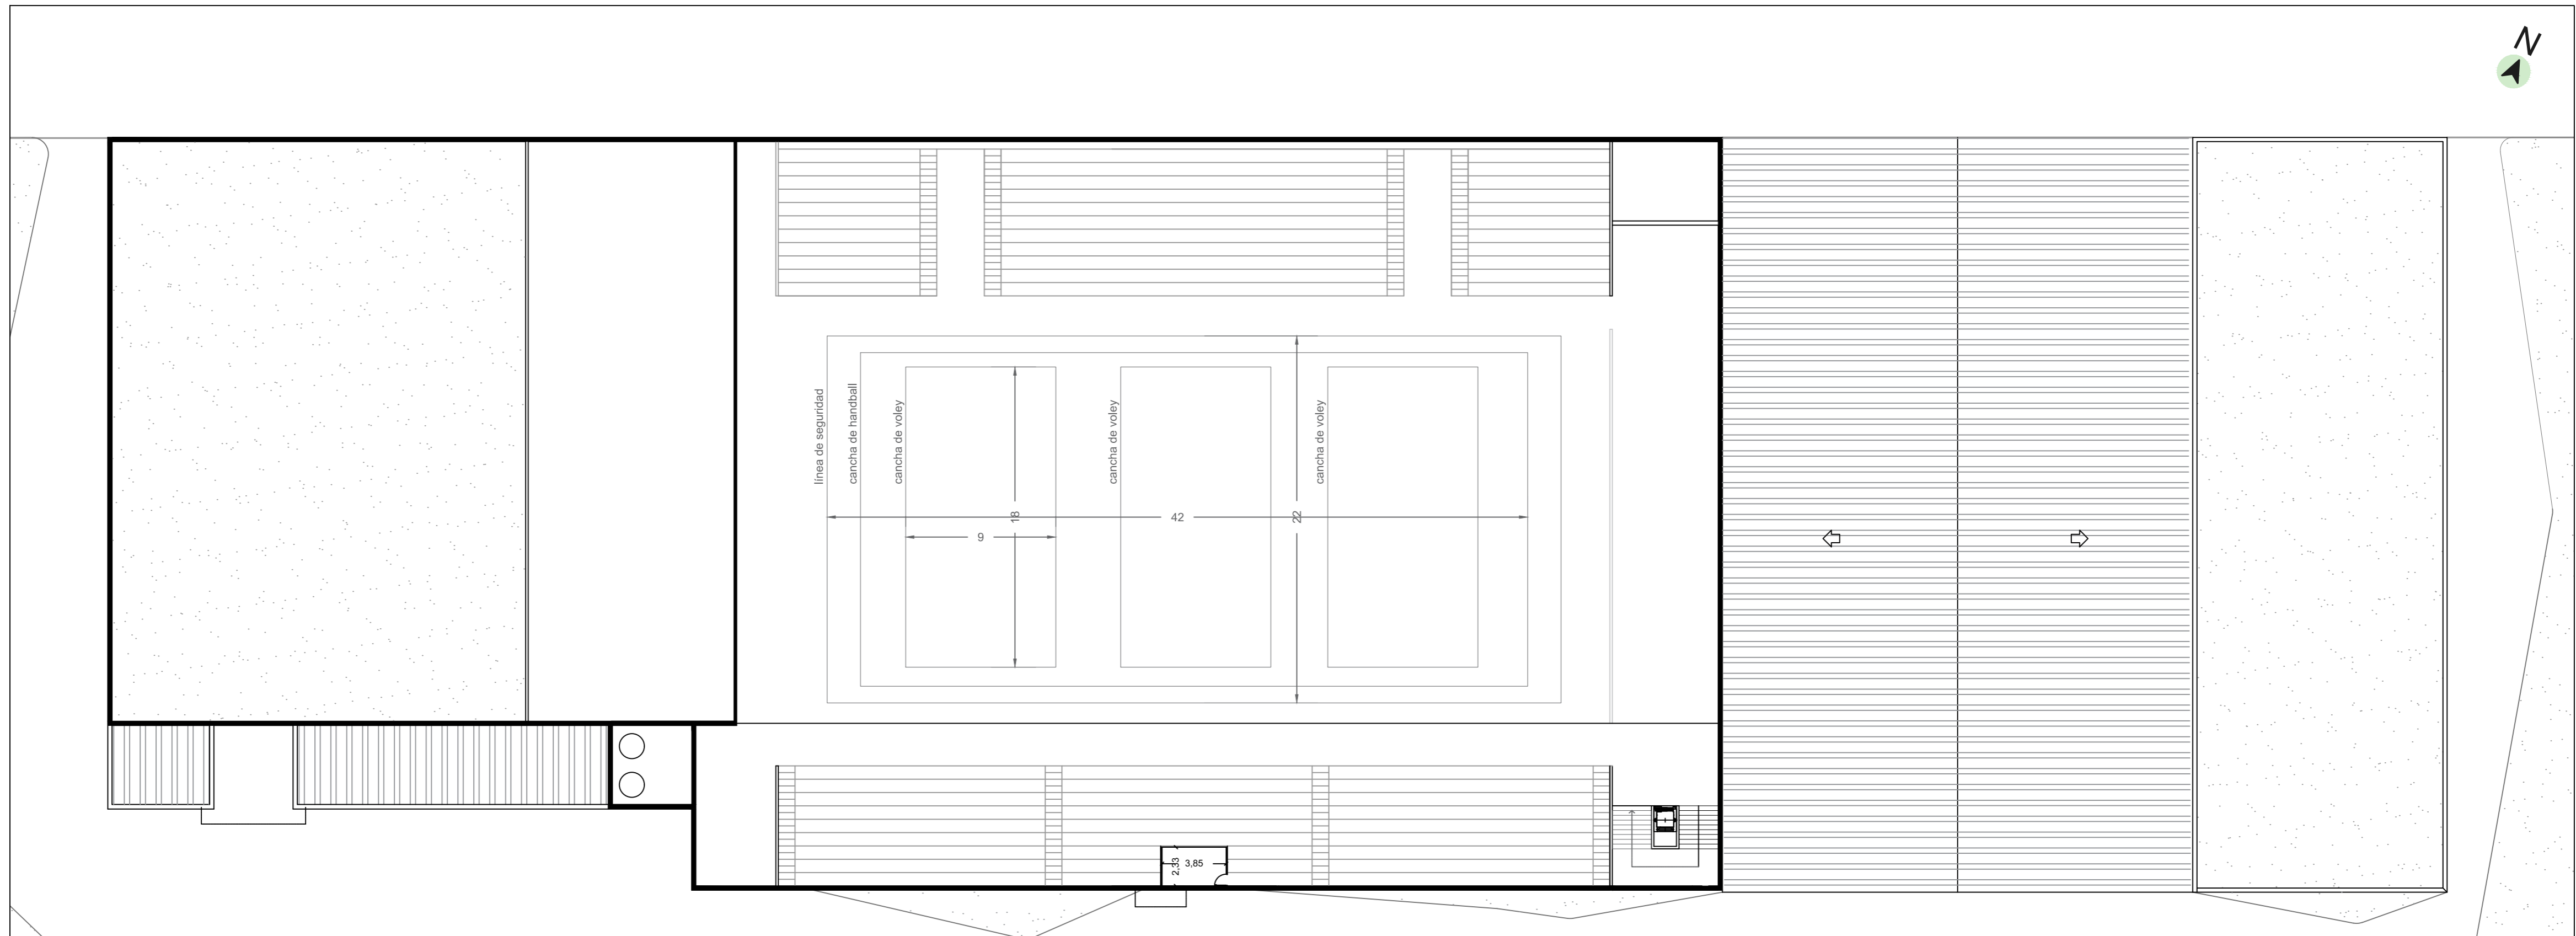 N
línea de seguridad
cancha de handball
cancha de voley
cancha de voley
cancha de voley
18
42
22
9
2,33
3,85